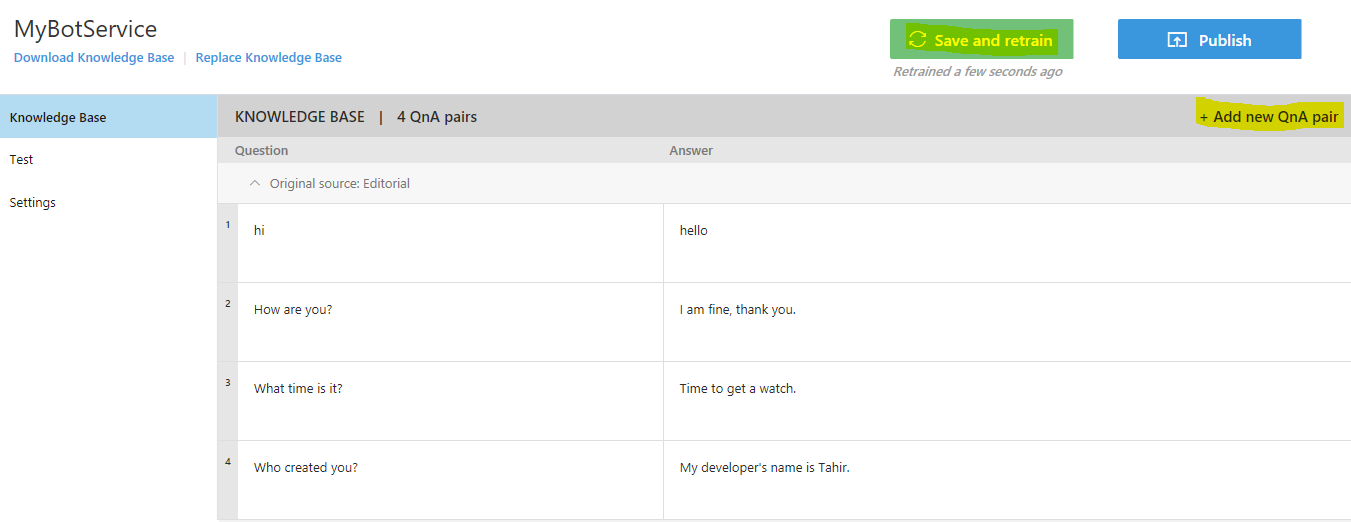 MyBotService
Download Knowledge Base | Replace Knowledge Base
Save and retrain
Publish
Retrained a few seconds ago
Knowledge Base
Test
Settings
KNOWLEDGE BASE | 4 QnA pairs
+ Add new QnA pair
Question Answer
Original source: Editorial
1 hi hello
2 How are you? I am fine, thank you.
3 What time is it? Time to get a watch.
4 Who created you? My developer's name is Tahir.